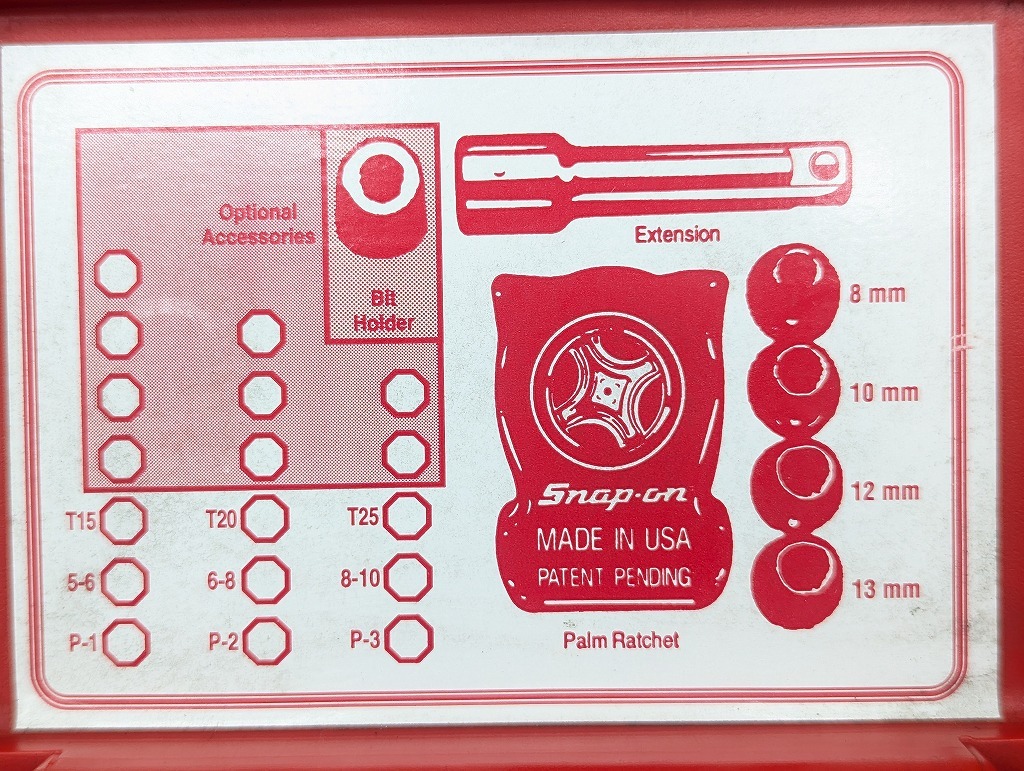 Optional
Accessories
Bit
Holder
Extension
8 mm
10 mm
12 mm
13 mm
T15
T20
T25
5-6
6-8
8-10
P-1
P-2
P-3
Snap-on
MADE IN USA
PATENT PENDING
Palm Ratchet